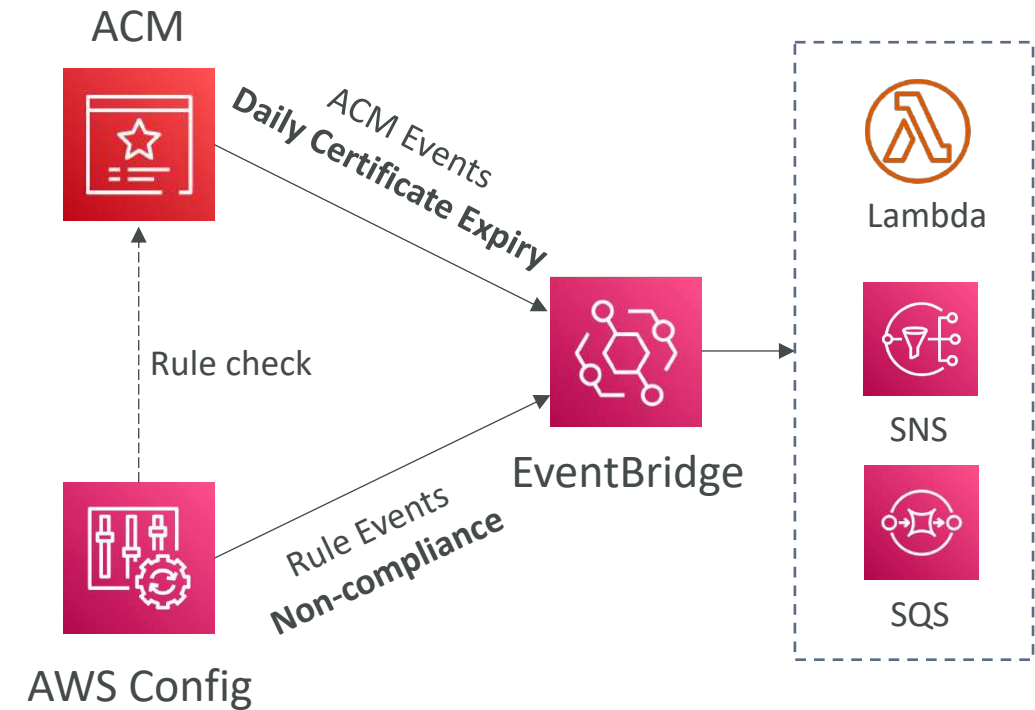 ACM
ACM Events
Daily Certificate Expiry
Lambda
Rule check
SNS
EventBridge
Rule Events
Non-compliance
SQS
AWS Config